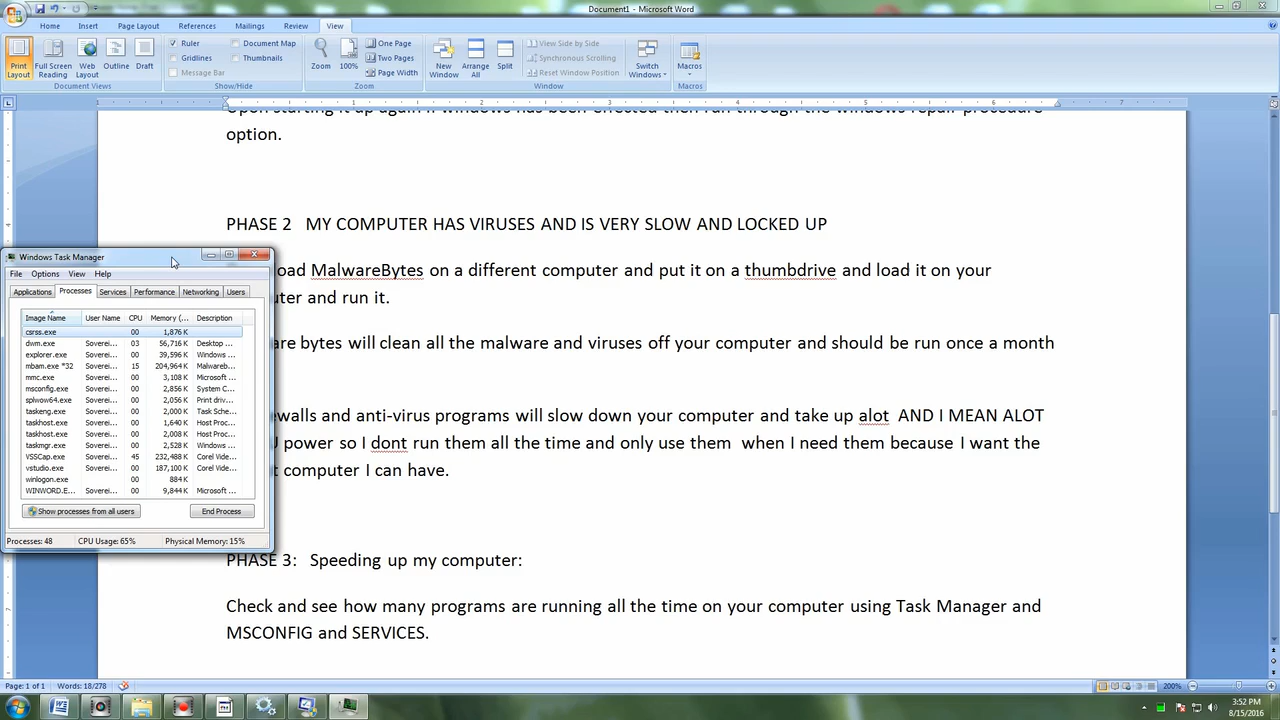 Document1 - Microsoft Word
Home Insert Page Layout References Mailings Review View
Print Layout
Full Screen Reading
Web Layout
Outline
Draft
Document Views
Ruler
Gridlines
Message Bar
Document Map
Thumbnails
Show/Hide
Zoom
100%
One Page
Two Pages
Page Width
Zoom
New Window
Arrange All
Split
View Side by Side
Synchronous Scrolling
Reset Window Position
Window
Switch Windows
Macros
Macros
1 1 2 3 4 5 6 7
option.
PHASE 2 MY COMPUTER HAS VIRUSES AND IS VERY SLOW AND LOCKED UP
oad MalwareBytes on a different computer and put it on a thumbdrive and load it on your
uter and run it.
are bytes will clean all the malware and viruses off your computer and should be run once a month
walls and anti-virus programs will slow down your computer and take up alot AND I MEAN ALOT
U power so I dont run them all the time and only use them when I need them because I want the
t computer I can have.
PHASE 3: Speeding up my computer:
Check and see how many programs are running all the time on your computer using Task Manager and
MSCONFIG and SERVICES.
Windows Task Manager
File Options View Help
Applications Processes Services Performance Networking Users
Image Name User Name CPU Memory (... Description
csrss.exe 00 1,876 K
dwm.exe Soverei... 03 56,716 K Desktop ...
explorer.exe Soverei... 00 39,596 K Windows ...
mbam.exe *32 Soverei... 15 204,964 K Malwareb...
mmc.exe Soverei... 00 3,108 K Microsoft ...
msconfig.exe Soverei... 00 2,856 K System C...
splwow64.exe Soverei... 00 2,056 K Print driv...
taskeng.exe Soverei... 00 2,000 K Task Sche...
taskhost.exe Soverei... 00 1,640 K Host Proc...
taskhost.exe Soverei... 00 2,008 K Host Proc...
taskmgr.exe Soverei... 00 2,528 K Windows ...
VSSCap.exe Soverei... 45 232,488 K Corel Vide...
vstudio.exe Soverei... 00 187,100 K Corel Vide...
winlogon.exe 00 884 K
WINWORD.E... Soverei... 00 9,844 K Microsoft ...
Show processes from all users End Process
Processes: 48 CPU Usage: 65% Physical Memory: 15%
Page: 1 of 1 Words: 18/278 200%
3:52 PM
8/15/2016